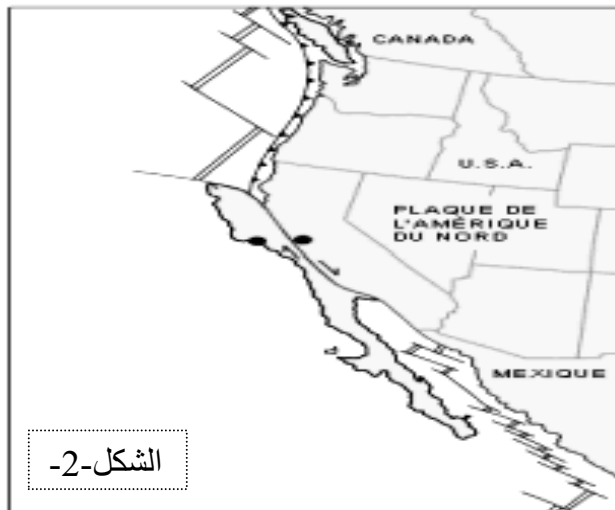 CANADA
U.S.A.
PLAQUE DE
L'AMÉRIQUE
DU NORD
MEXIQUE
الشكل-2-